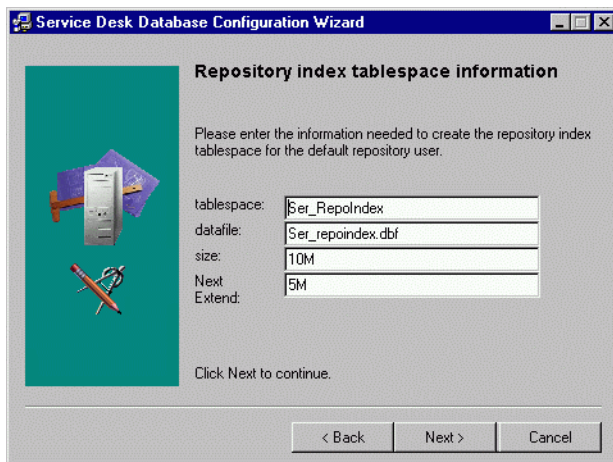 Service Desk Database Configuration Wizard
Repository index tablespace information
Please enter the information needed to create the repository index
tablespace for the default repository user.
tablespace: Ser_RepoIndex
datafile: Ser_repoindex.dbf
size: 10M
Next
Extend: 5M
Click Next to continue.
< Back Next > Cancel